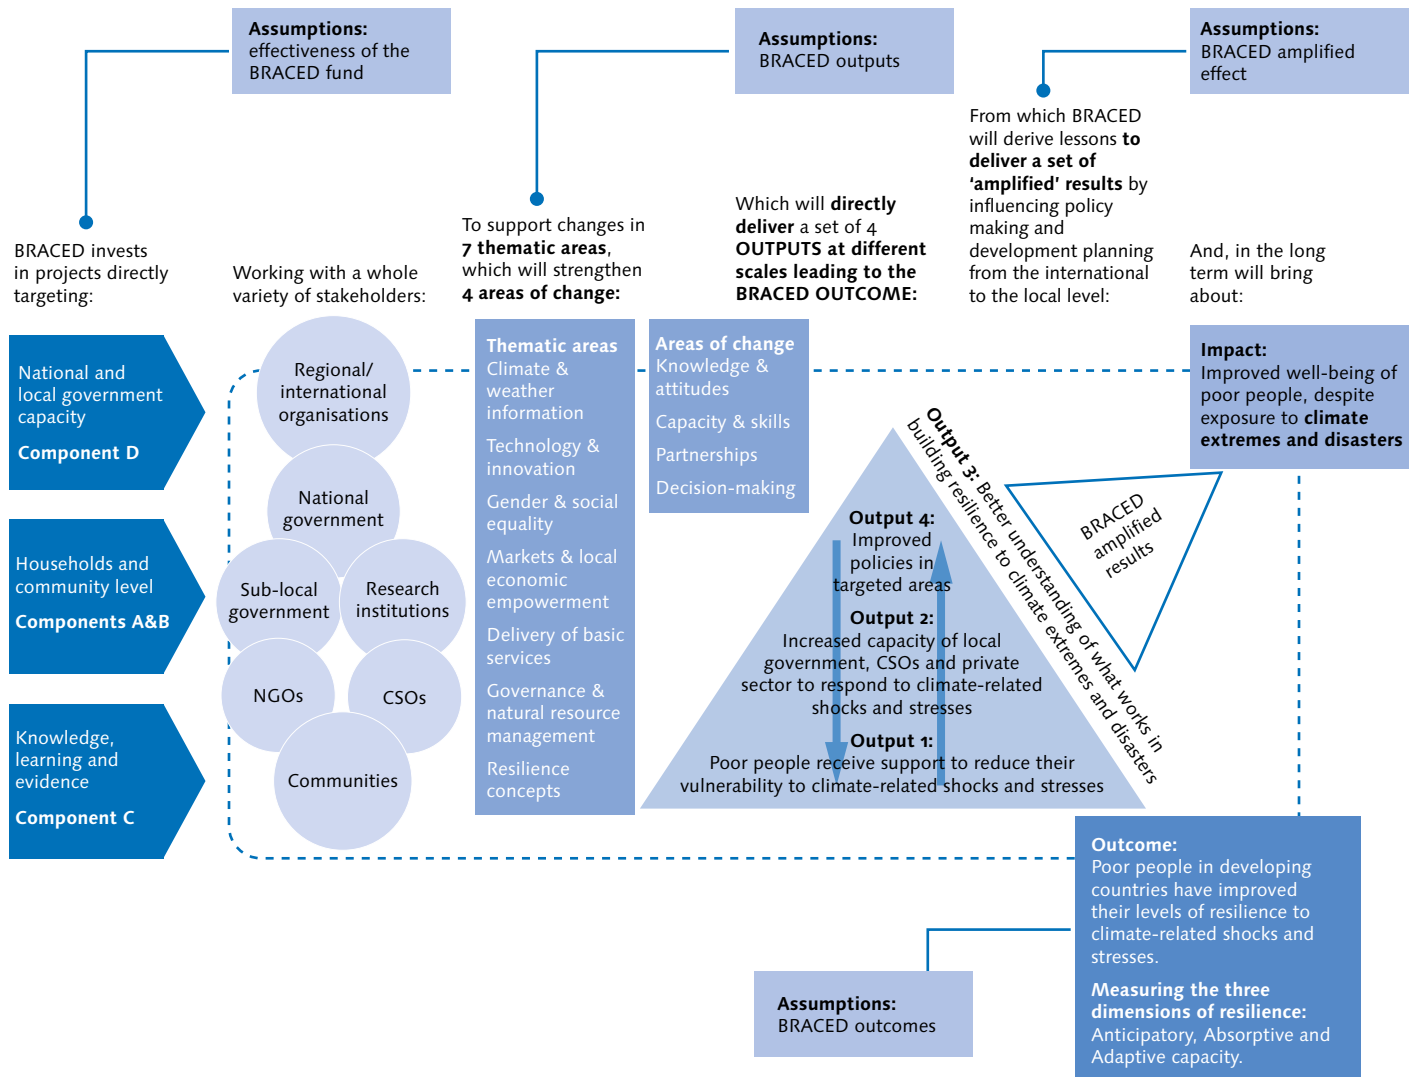 Assumptions:
effectiveness of the
BRACED fund
Assumptions:
BRACED outputs
Assumptions:
BRACED amplified
effect
BRACED invests
in projects directly
targeting:
Working with a whole
variety of stakeholders:
To support changes in
7 thematic areas,
which will strengthen
4 areas of change:
Which will directly
deliver a set of 4
OUTPUTS at different
scales leading to the
BRACED OUTCOME:
From which BRACED
will derive lessons to
deliver a set of
‘amplified’ results by
influencing policy
making and
development planning
from the international
to the local level:
And, in the long
term will bring
about:
National and
local government
capacity
Component D
Households and
community level
Components A&B
Knowledge,
learning and
evidence
Component C
Regional/
international
organisations
National
government
Sub-local
government
Research
institutions
NGOs
CSOs
Communities
Thematic areas
Climate &
weather
information
Technology &
innovation
Gender & social
equality
Markets & local
economic
empowerment
Delivery of basic
services
Governance &
natural resource
management
Resilience
concepts
Areas of change
Knowledge &
attitudes
Capacity & skills
Partnerships
Decision-making
Output 4:
Improved
policies in
targeted areas
Output 2:
Increased capacity of local
government, CSOs and private
sector to respond to climate-related
shocks and stresses
Output 1:
Poor people receive support to reduce their
vulnerability to climate-related shocks and stresses
Output 3: Better understanding of what works in
building resilience to climate extremes and disasters
BRACED
amplified
results
Impact:
Improved well-being of
poor people, despite
exposure to climate
extremes and disasters
Outcome:
Poor people in developing
countries have improved
their levels of resilience to
climate-related shocks and
stresses.
Measuring the three
dimensions of resilience:
Anticipatory, Absorptive and
Adaptive capacity.
Assumptions:
BRACED outcomes